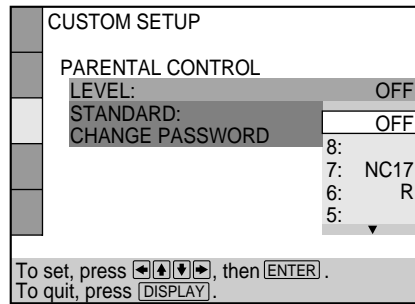 CUSTOM SETUP
PARENTAL CONTROL
LEVEL: OFF
STANDARD:
CHANGE PASSWORD
OFF
8:
7: NC17
6: R
5:
To set, press ←↑↓→, then ENTER.
To quit, press DISPLAY.